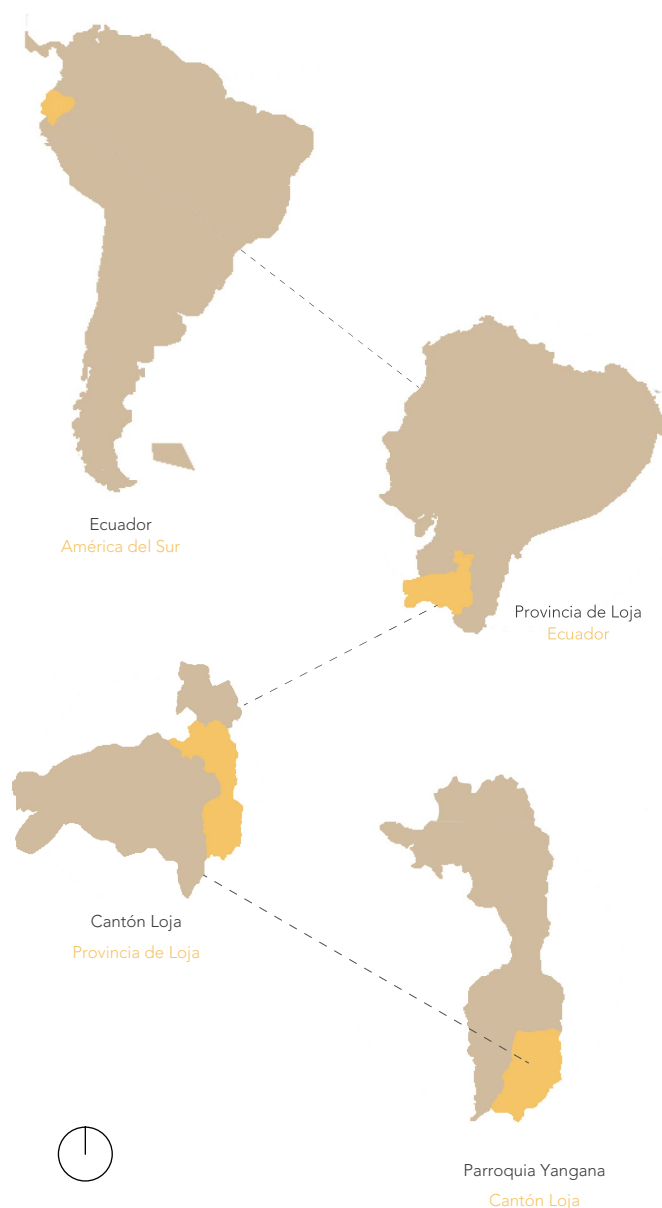 Ecuador
América del Sur
Provincia de Loja
Ecuador
Cantón Loja
Provincia de Loja
Parroquia Yangana
Cantón Loja